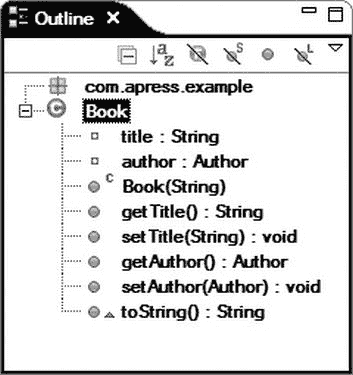 Outline
com.apress.example
Book
title : String
author : Author
Book(String)
getTitle() : String
setTitle(String) : void
getAuthor() : Author
setAuthor(Author) : void
toString() : String